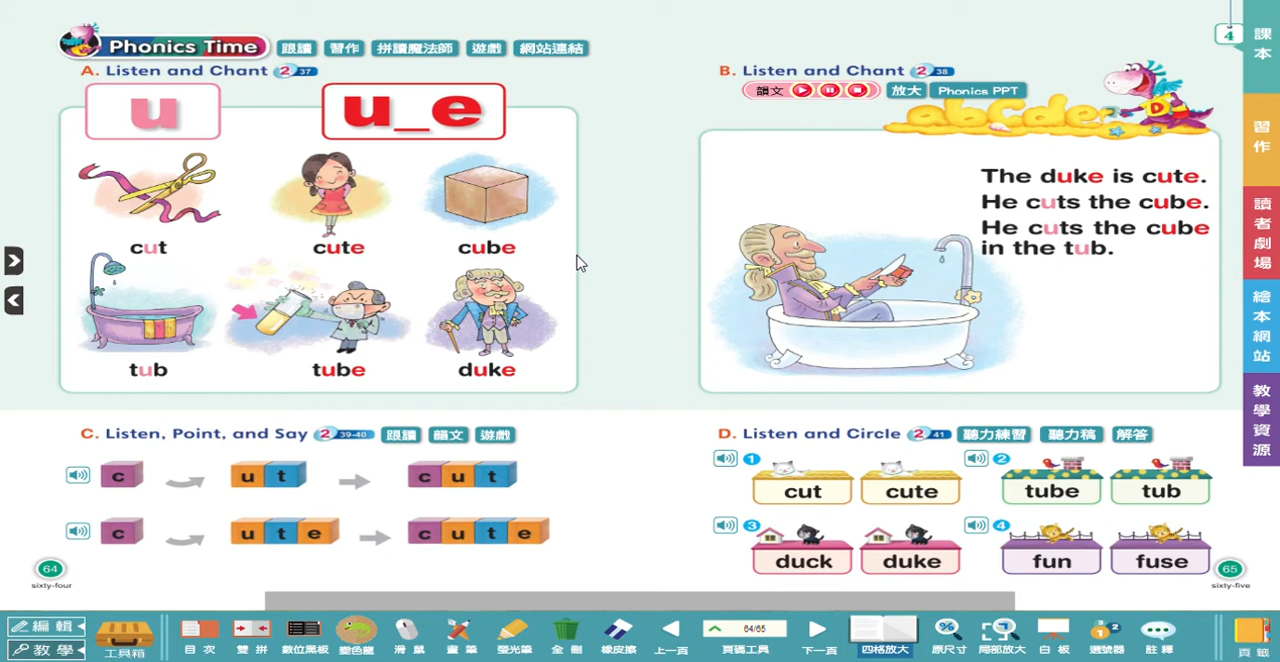 Phonics Time 跟讀 習作 拼讀魔法師 遊戲 網站連結
A. Listen and Chant 2 37
u u_e
cut cute cube
tub tube duke
B. Listen and Chant 2 38
韻文 放大 Phonics PPT
abcde
D
The duke is cute.
He cuts the cube.
He cuts the cube
in the tub.
C. Listen, Point, and Say 2 39-40 跟讀 韻文 遊戲
c u t c u t
c u t e c u t e
64
sixty-four
D. Listen and Circle 2 41 聽力練習 聽力稿 解答
1 cut cute 2 tube tub
3 duck duke 4 fun fuse
65
sixty-five
4
課本
習作
讀者劇場
繪本網站
教學資源
編輯
教學
工具箱 目次 雙拼 數位黑板 變色龍 滑鼠 畫筆 螢光筆 全刪 橡皮擦 上一頁 64/65 頁碼工具 下一頁 四格放大 原尺寸 局部放大 白板 選號器 註釋 頁籤